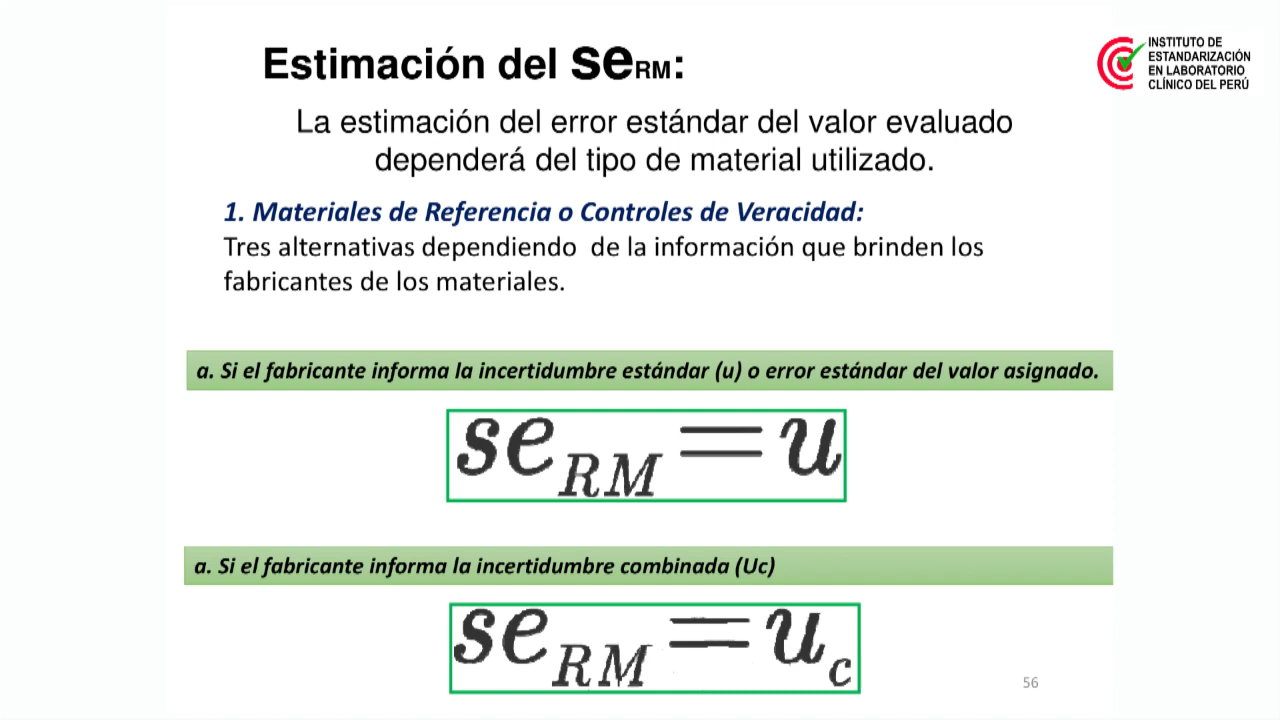 Estimación del seRM:
INSTITUTO DE
ESTANDARIZACIÓN
EN LABORATORIO
CLÍNICO DEL PERÚ
La estimación del error estándar del valor evaluado
dependerá del tipo de material utilizado.
1. Materiales de Referencia o Controles de Veracidad:
Tres alternativas dependiendo de la información que brinden los
fabricantes de los materiales.
a. Si el fabricante informa la incertidumbre estándar (u) o error estándar del valor asignado.
se_RM = u
a. Si el fabricante informa la incertidumbre combinada (Uc)
se_RM = u_c
56